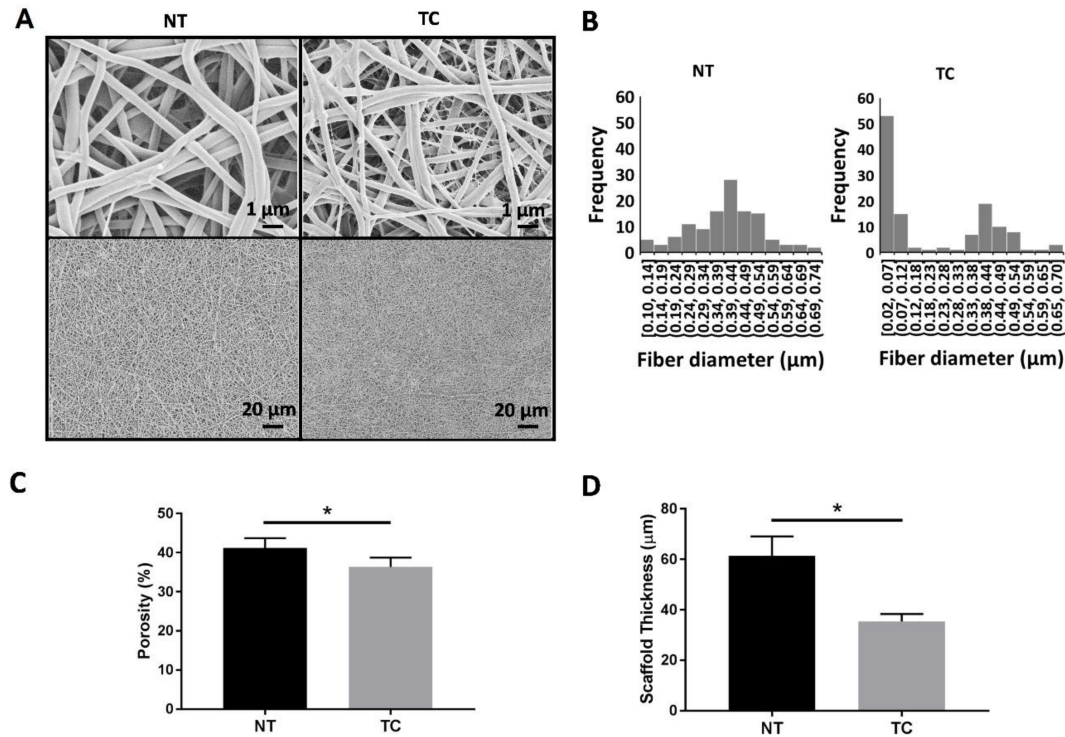 A
NT
TC
1 µm
1 µm
20 µm
20 µm
B
NT
TC
Frequency
60
50
40
30
20
10
0
[0.10, 0.14]
(0.14, 0.19]
(0.19, 0.24]
(0.24, 0.29]
(0.29, 0.34]
(0.34, 0.39]
(0.39, 0.44]
(0.44, 0.49]
(0.49, 0.54]
(0.54, 0.59]
(0.59, 0.64]
(0.64, 0.69]
(0.69, 0.74]
Fiber diameter (µm)
Frequency
60
50
40
30
20
10
0
[0.02, 0.07]
(0.07, 0.12]
(0.12, 0.18]
(0.18, 0.23]
(0.23, 0.28]
(0.28, 0.33]
(0.33, 0.38]
(0.38, 0.44]
(0.44, 0.49]
(0.49, 0.54]
(0.54, 0.59]
(0.59, 0.65]
(0.65, 0.70]
Fiber diameter (µm)
C
Porosity (%)
50
40
30
20
10
0
*
NT
TC
D
Scaffold Thickness (µm)
80
60
40
20
0
*
NT
TC